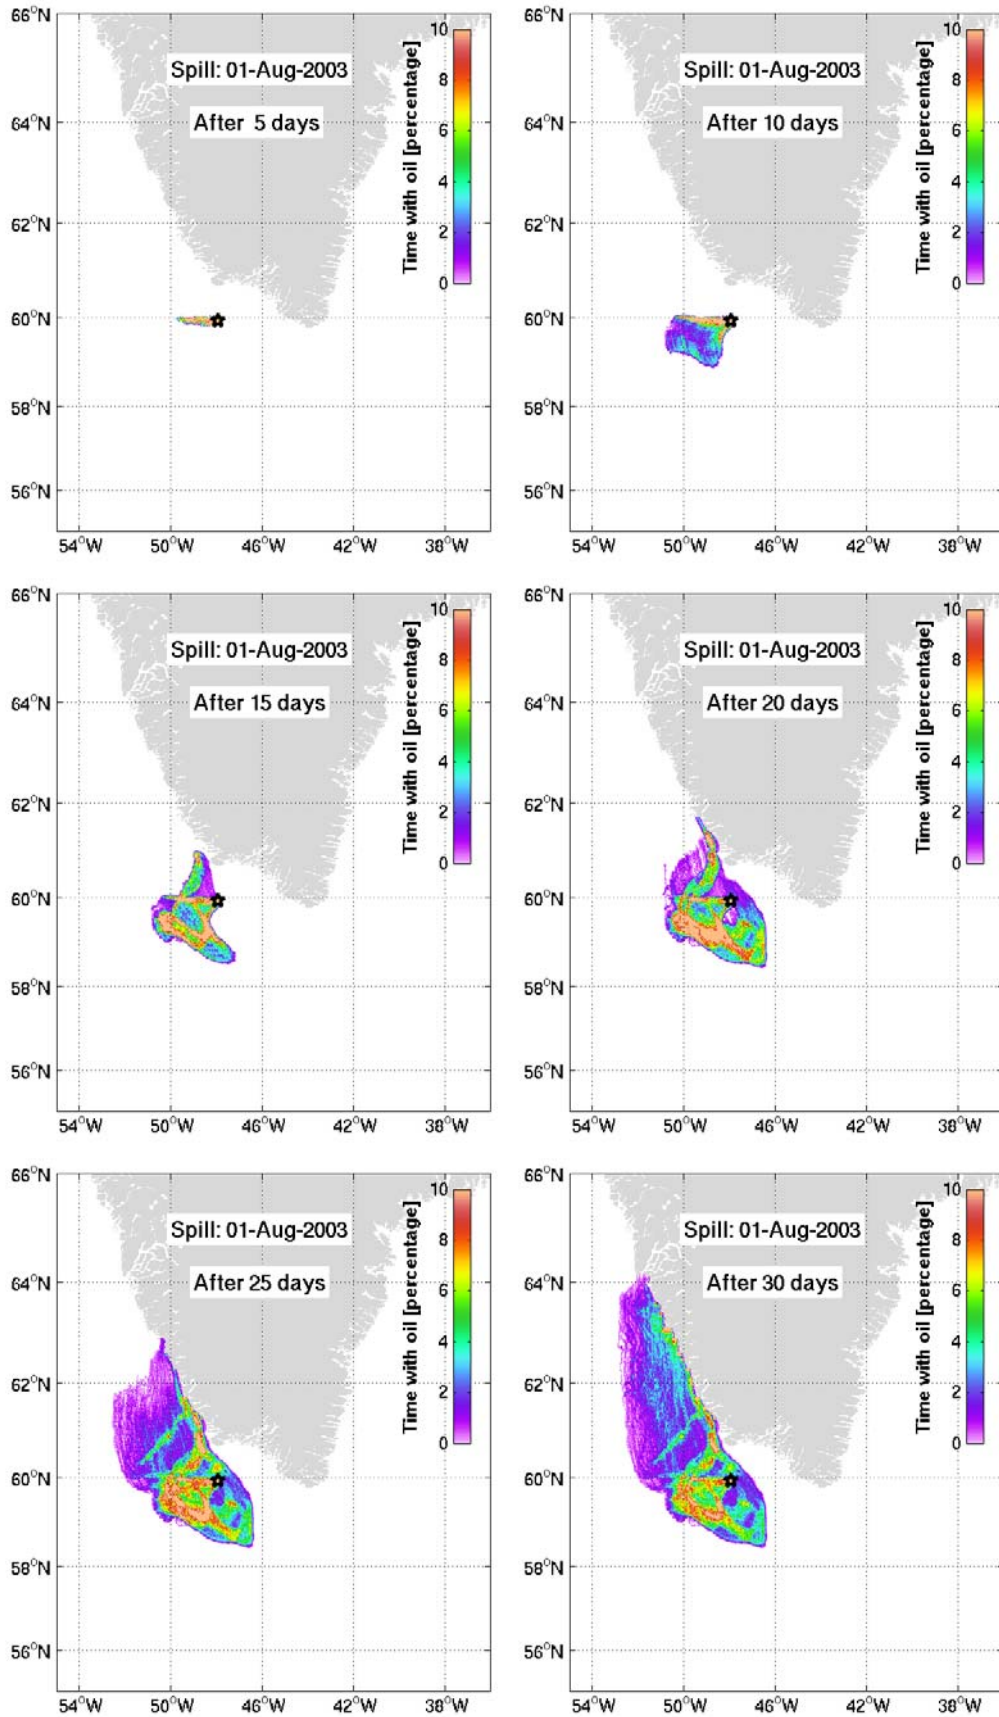 66°N
64°N
62°N
60°N
58°N
56°N
54°W 50°W 46°W 42°W 38°W
Spill: 01-Aug-2003
After 5 days
Time with oil [percentage]
10
8
6
4
2
0
66°N
64°N
62°N
60°N
58°N
56°N
54°W 50°W 46°W 42°W 38°W
Spill: 01-Aug-2003
After 10 days
Time with oil [percentage]
10
8
6
4
2
0
66°N
64°N
62°N
60°N
58°N
56°N
54°W 50°W 46°W 42°W 38°W
Spill: 01-Aug-2003
After 15 days
Time with oil [percentage]
10
8
6
4
2
0
66°N
64°N
62°N
60°N
58°N
56°N
54°W 50°W 46°W 42°W 38°W
Spill: 01-Aug-2003
After 20 days
Time with oil [percentage]
10
8
6
4
2
0
66°N
64°N
62°N
60°N
58°N
56°N
54°W 50°W 46°W 42°W 38°W
Spill: 01-Aug-2003
After 25 days
Time with oil [percentage]
10
8
6
4
2
0
66°N
64°N
62°N
60°N
58°N
56°N
54°W 50°W 46°W 42°W 38°W
Spill: 01-Aug-2003
After 30 days
Time with oil [percentage]
10
8
6
4
2
0